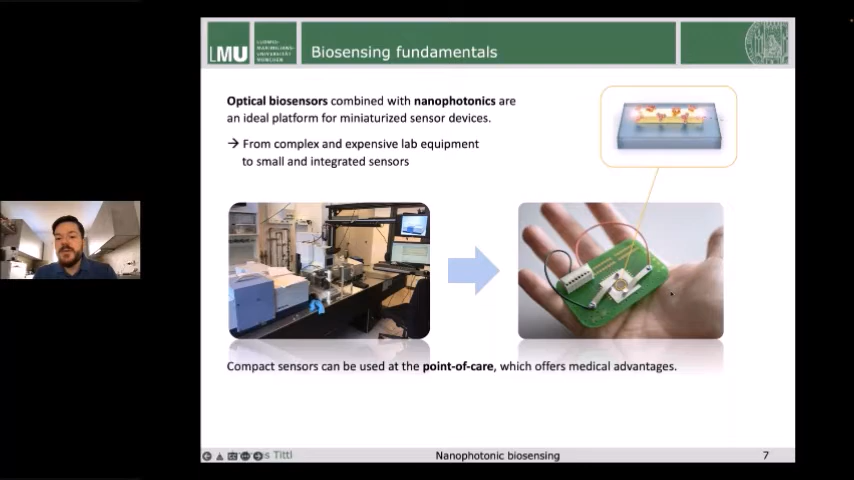 LMU
LUDWIG-
MAXIMILIANS-
UNIVERSITÄT
MÜNCHEN
Biosensing fundamentals
Optical biosensors combined with nanophotonics are
an ideal platform for miniaturized sensor devices.
→ From complex and expensive lab equipment
to small and integrated sensors
Compact sensors can be used at the point-of-care, which offers medical advantages.
Tittl
Nanophotonic biosensing
7